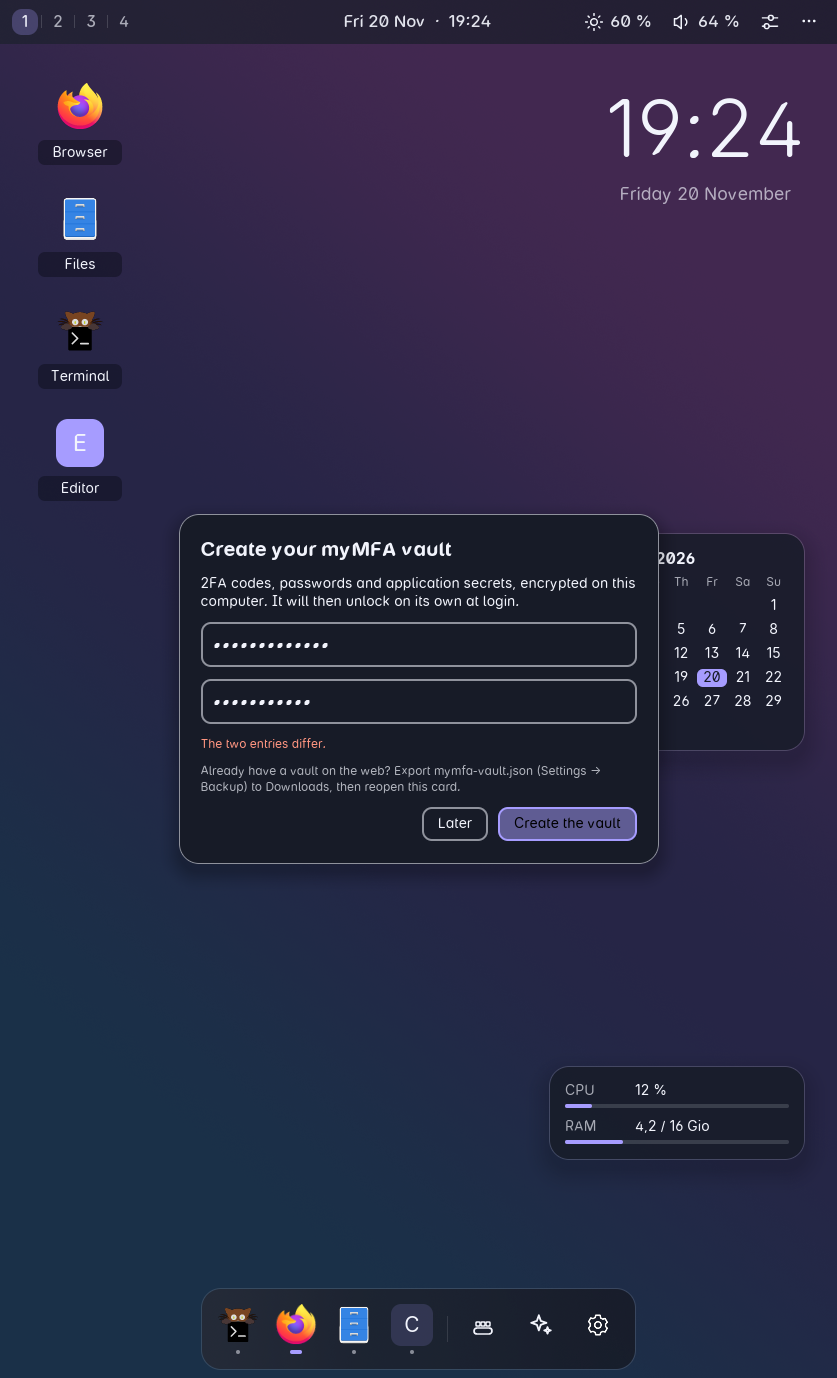 1 2 3 4 Fri 20 Nov · 19:24 60 % 64 % ···
19:24
Friday 20 November
Browser
Files
Terminal
E
Editor
Create your myMFA vault
2FA codes, passwords and application secrets, encrypted on this
computer. It will then unlock on its own at login.
•••••••••••••
•••••••••••
The two entries differ.
Already have a vault on the web? Export mymfa-vault.json (Settings →
Backup) to Downloads, then reopen this card.
Later Create the vault
2026
Th Fr Sa Su
1
5 6 7 8
12 13 14 15
19 20 21 22
26 27 28 29
CPU 12 %
RAM 4,2 / 16 Gio
C